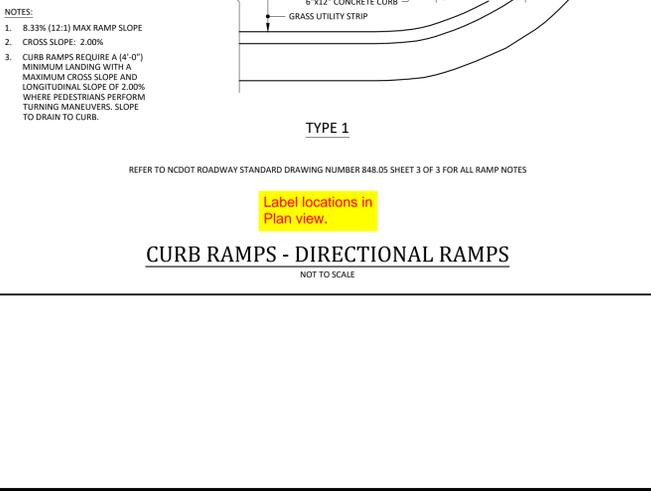 6"x12" CONCRETE CURB
GRASS UTILITY STRIP
NOTES:
1. 8.33% (12:1) MAX RAMP SLOPE
2. CROSS SLOPE: 2.00%
3. CURB RAMPS REQUIRE A (4'-0")
MINIMUM LANDING WITH A
MAXIMUM CROSS SLOPE AND
LONGITUDINAL SLOPE OF 2.00%
WHERE PEDESTRIANS PERFORM
TURNING MANEUVERS. SLOPE
TO DRAIN TO CURB.
TYPE 1
REFER TO NCDOT ROADWAY STANDARD DRAWING NUMBER 848.05 SHEET 3 OF 3 FOR ALL RAMP NOTES
Label locations in
Plan view.
CURB RAMPS - DIRECTIONAL RAMPS
NOT TO SCALE